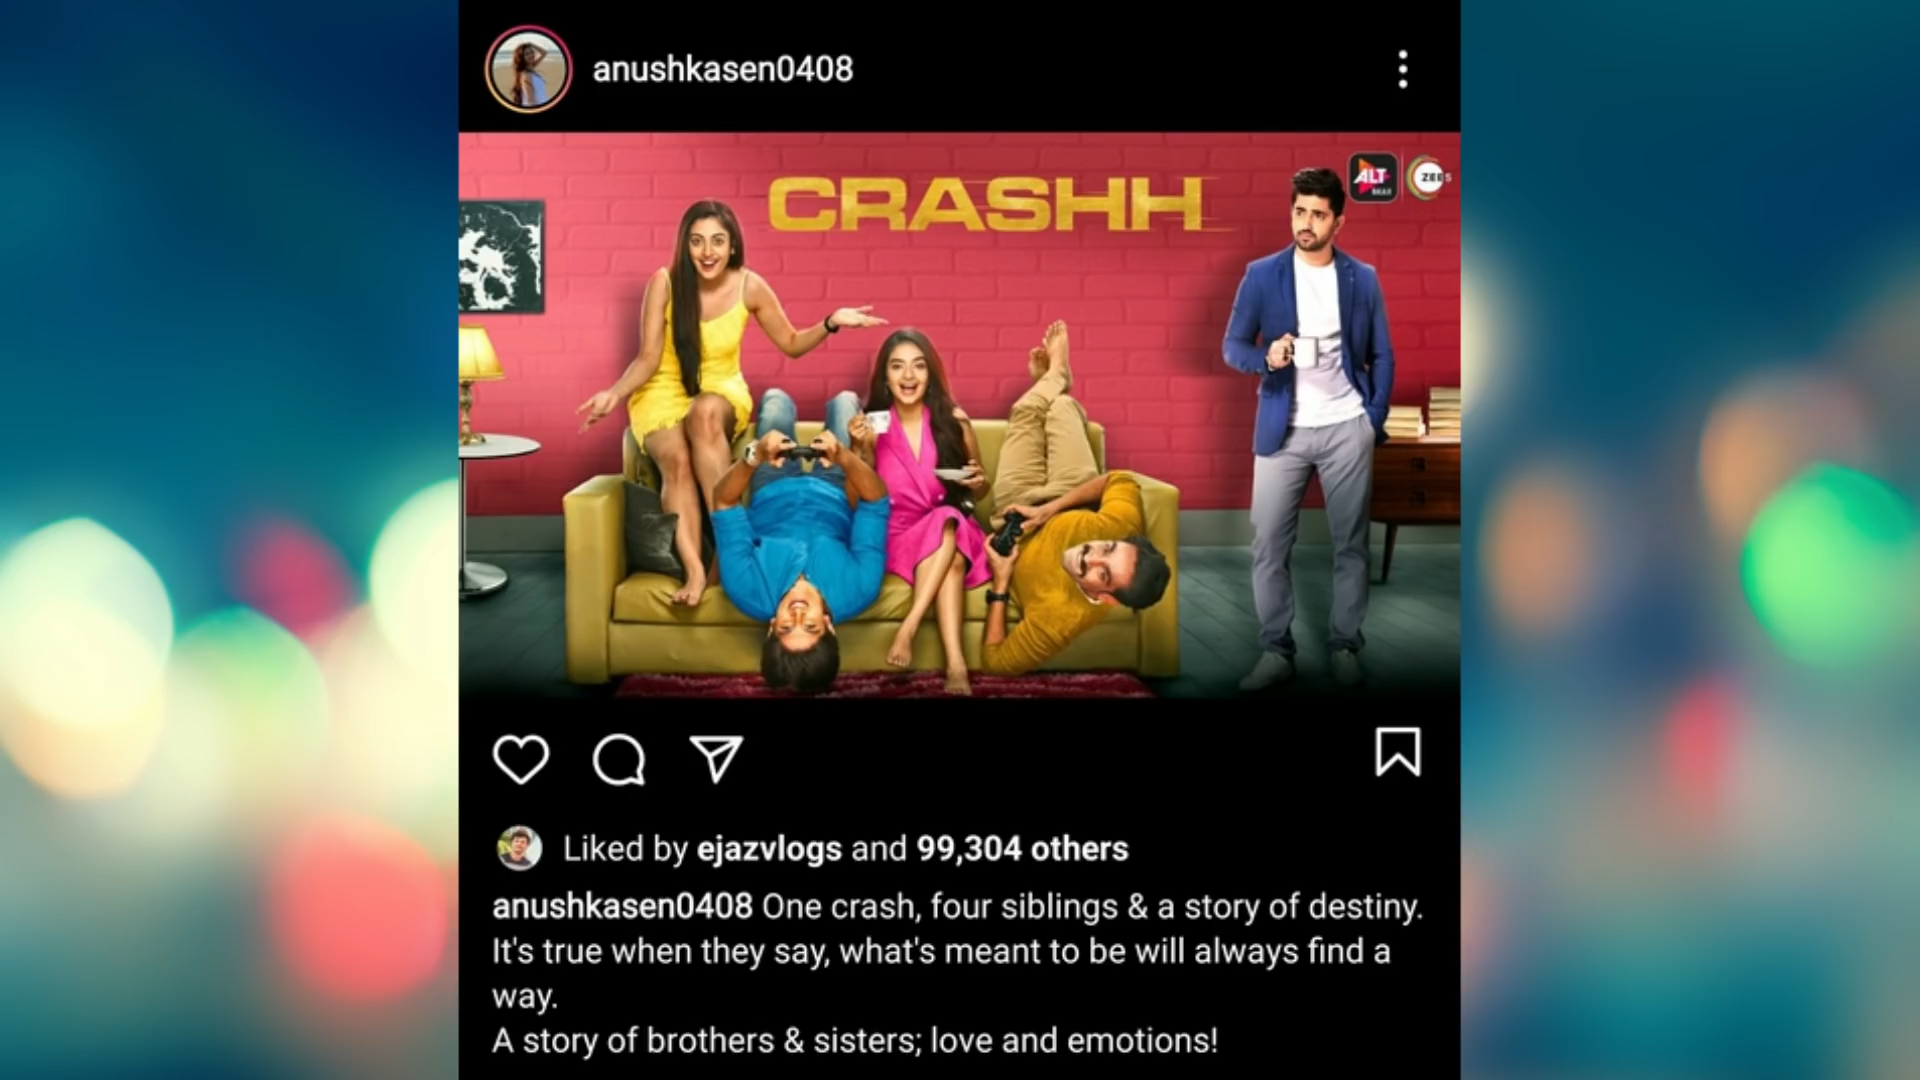 anushkasen0408
CRASHH
ALT
BALAJI
ZEE5
Liked by ejazvlogs and 99,304 others
anushkasen0408 One crash, four siblings & a story of destiny.
It's true when they say, what's meant to be will always find a
way.
A story of brothers & sisters; love and emotions!